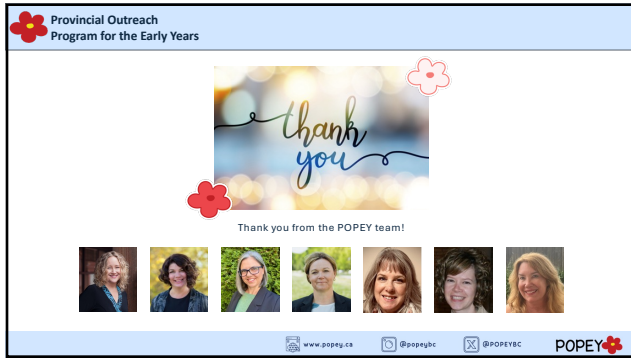 Provincial Outreach
Program for the Early Years
thank
you
Thank you from the POPEY team!
www.popey.ca
@popeybc
@POPEYBC
POPEY